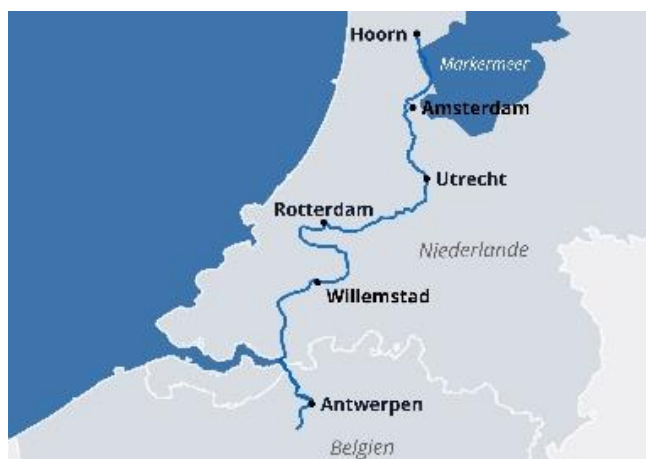 Hoorn
Markermeer
Amsterdam
Utrecht
Rotterdam
Niederlande
Willemstad
Antwerpen
Belgien